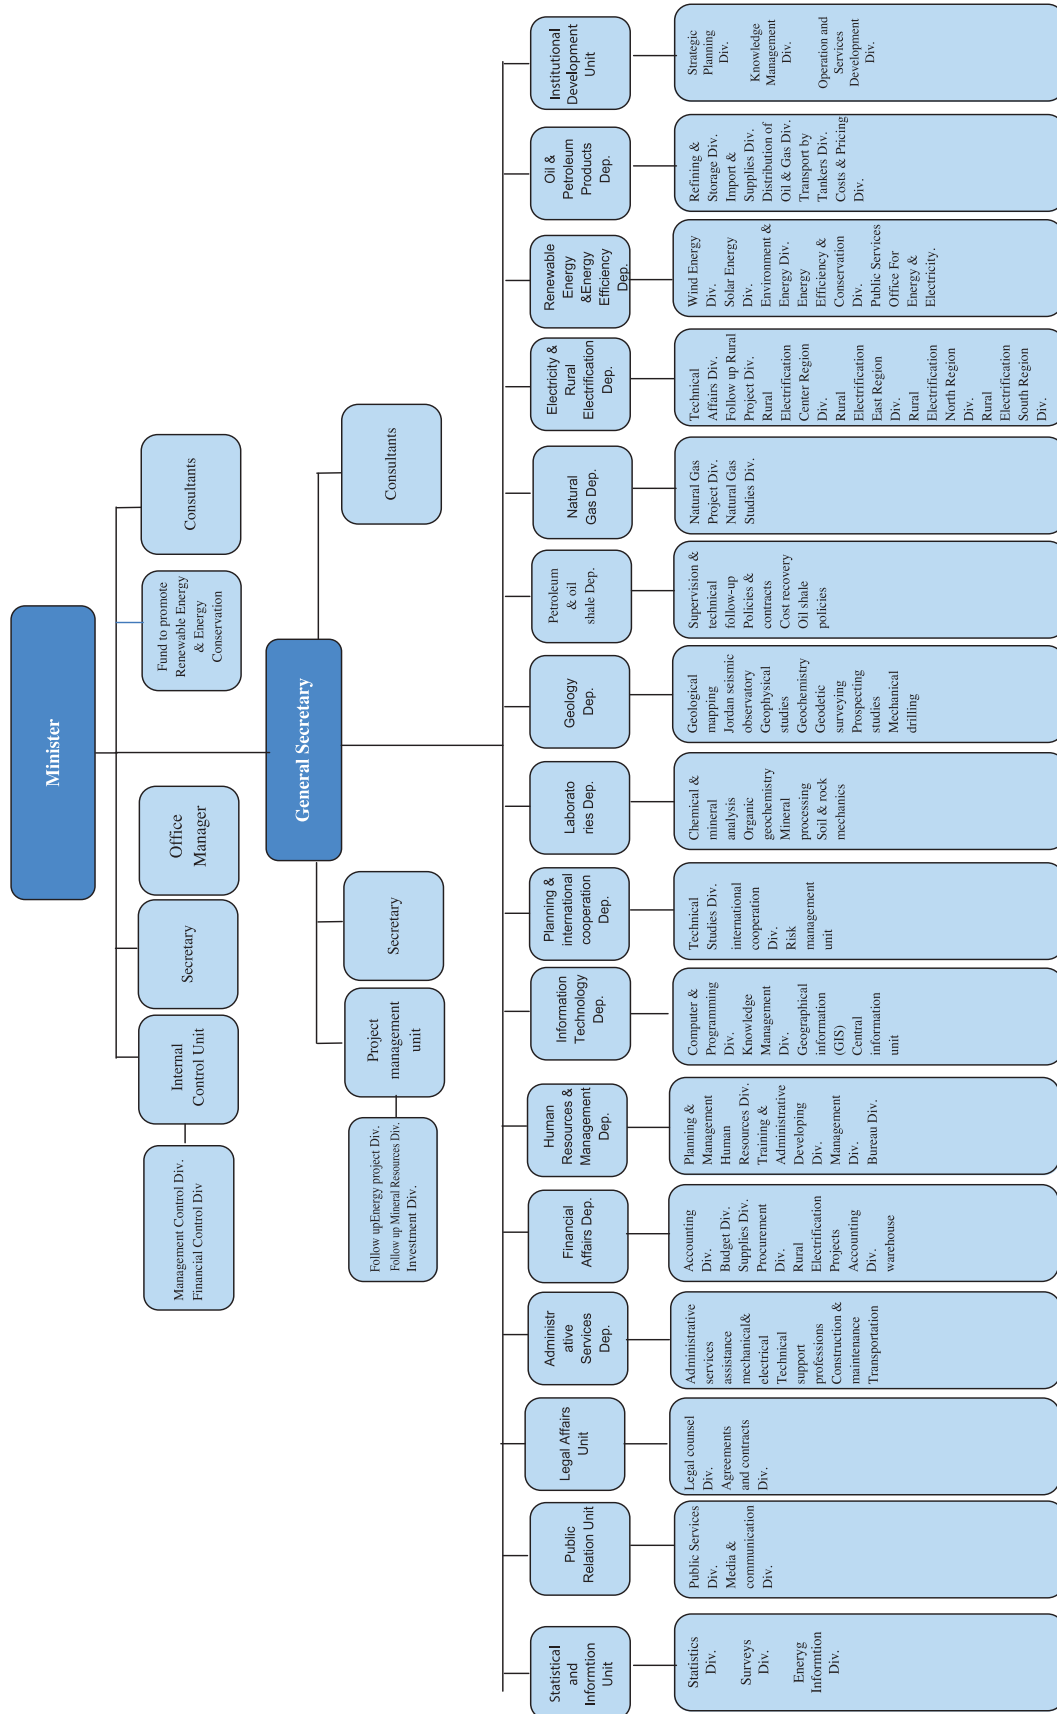 Minister
Internal
Control Unit
Secretary
Office
Manager
Fund to promote
Renewable Energy
& Energy
Conservation
Consultants
Management Control Div.
Financial Control Div
General Secretary
Project
management
unit
Secretary
Consultants
Follow upEnergy project Div.
Follow up Mineral Resources Div.
Investment Div.
Statistical
and
Informtion
Unit
Public
Relation Unit
Legal Affairs
Unit
Administr
ative
Services
Dep.
Financial
Affairs Dep.
Human
Resources &
Management
Dep.
Information
Technology
Dep.
Planning &
international
cooperation
Dep.
Laborato
ries Dep.
Geology
Dep.
Petroleum
& oil
shale Dep.
Natural
Gas Dep.
Electricity &
Rural
Electrification
Dep.
Renewable
Energy
&Energy
Efficiency
Dep.
Oil &
Petroleum
Products
Dep.
Institutional
Development
Unit
Statistics
Div.
Surveys
Div.
Eneryg
Informtion
Div.
Public Services
Div.
Media &
communication
Div.
Legal counsel
Div.
Agreements
and contracts
Div.
Administrative
services
assistance
mechanical&
electrical
Technical
support
professions
Construction &
maintenance
Transportation
Accounting
Div.
Budget Div.
Supplies Div.
Procurement
Div.
Rural
Electrification
Projects
Accounting
Div.
warehouse
Planning &
Management
Human
Resources Div.
Training &
Administrative
Developing
Div.
Management
Div.
Bureau Div.
Computer &
Programming
Div.
Knowledge
Management
Div.
Geographical
information
(GIS)
Central
information
unit
Technical
Studies Div.
international
cooperation
Div.
Risk
management
unit
Chemical &
mineral
analysis
Organic
geochemistry
Mineral
processing
Soil & rock
mechanics
Geological
mapping
Jordan seismic
observatory
Geophysical
studies
Geochemistry
Geodetic
surveying
Prospecting
studies
Mechanical
drilling
Supervision &
technical
follow-up
Policies &
contracts
Cost recovery
Oil shale
policies
Natural Gas
Project Div.
Natural Gas
Studies Div.
Technical
Affairs Div.
Follow up Rural
Project Div.
Rural
Electrification
Center Region
Div.
Rural
Electrification
East Region
Div.
Rural
Electrification
North Region
Div.
Rural
Electrification
South Region
Div.
Wind Energy
Div.
Solar Energy
Div.
Environment &
Energy Div.
Energy
Efficiency &
Conservation
Div.
Public Services
Office For
Energy &
Electricity.
Refining &
Storage Div.
Import &
Supplies Div.
Distribution of
Oil & Gas Div.
Transport by
Tankers Div.
Costs & Pricing
Div.
Strategic
Planning
Div.
Knowledge
Management
Div.
Operation and
Services
Development
Div.